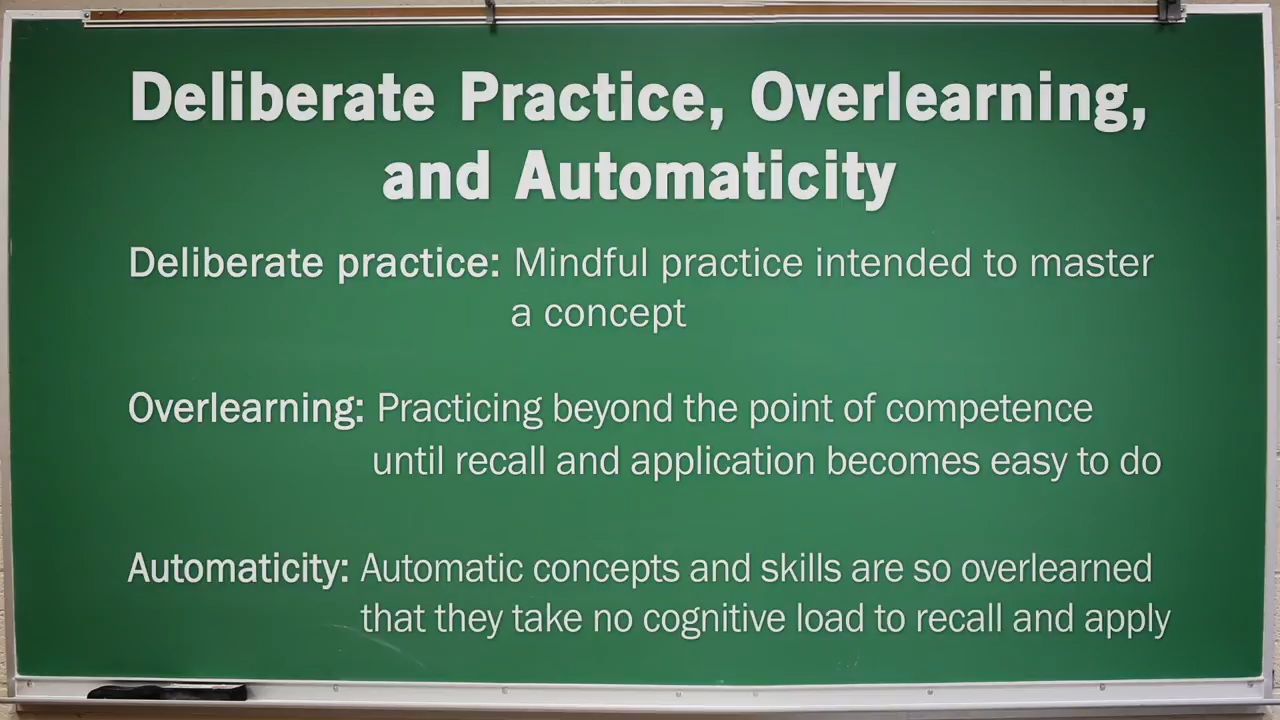 Deliberate Practice, Overlearning,
and Automaticity
Deliberate practice: Mindful practice intended to master
a concept
Overlearning: Practicing beyond the point of competence
until recall and application becomes easy to do
Automaticity: Automatic concepts and skills are so overlearned
that they take no cognitive load to recall and apply